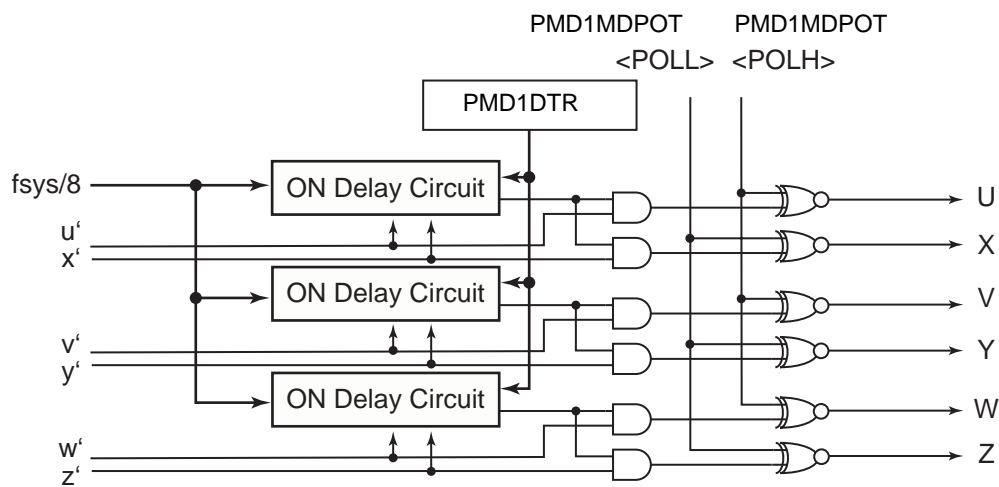 PMD1MDPOT PMD1MDPOT
<POLL> <POLH>
PMD1DTR
fsys/8
ON Delay Circuit
U
u‘
x‘
X
ON Delay Circuit
V
v‘
y‘
Y
ON Delay Circuit
W
w‘
z‘
Z